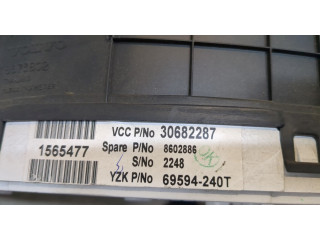 VCC P/No 30682287
1565477 Spare P/No 8602886
S/No 2248
YZK P/No 69594-240T